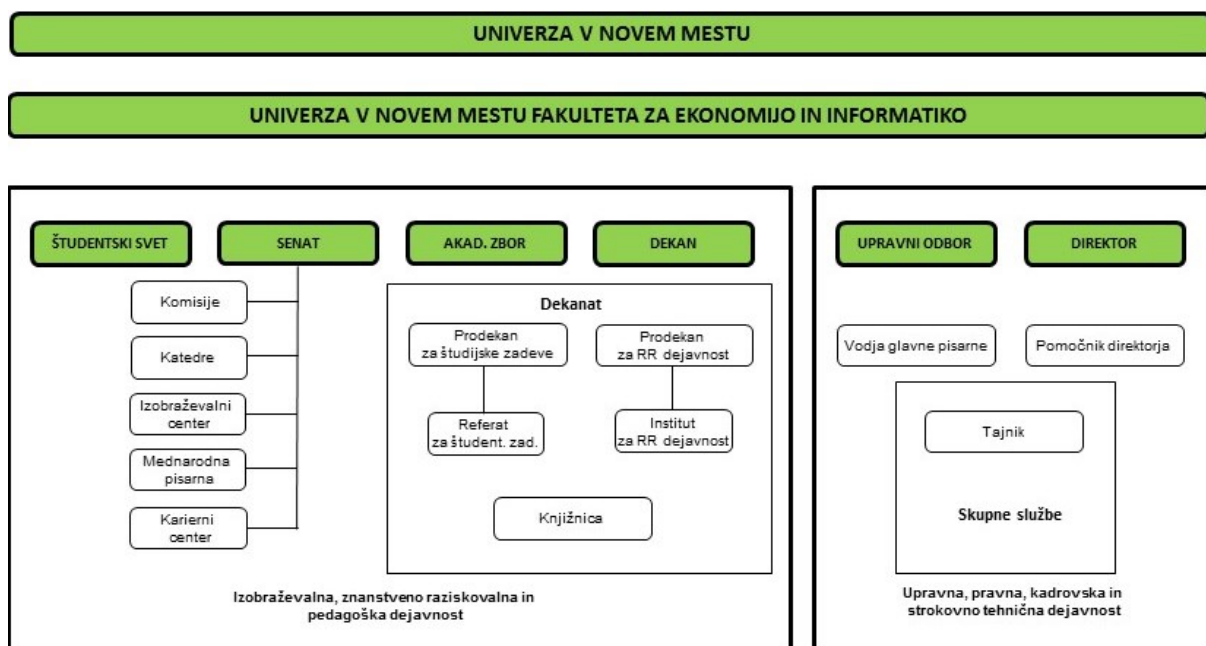 UNIVERZA V NOVEM MESTU
UNIVERZA V NOVEM MESTU FAKULTETA ZA EKONOMIJO IN INFORMATIKO
ŠTUDENTSKI SVET
SENAT
AKAD. ZBOR
DEKAN
Komisije
Katedre
Izobraževalni
center
Mednarodna
pisarna
Karierni
center
Dekanat
Prodekan
za študijske zadeve
Prodekan
za RR dejavnost
Referat
za študent. zad.
Institut
za RR dejavnost
Knjižnica
Izobraževalna, znanstveno raziskovalna in
pedagoška dejavnost
UPRAVNI ODBOR
DIREKTOR
Vodja glavne pisarne
Pomočnik direktorja
Tajnik
Skupne službe
Upravna, pravna, kadrovska in
strokovno tehnična dejavnost